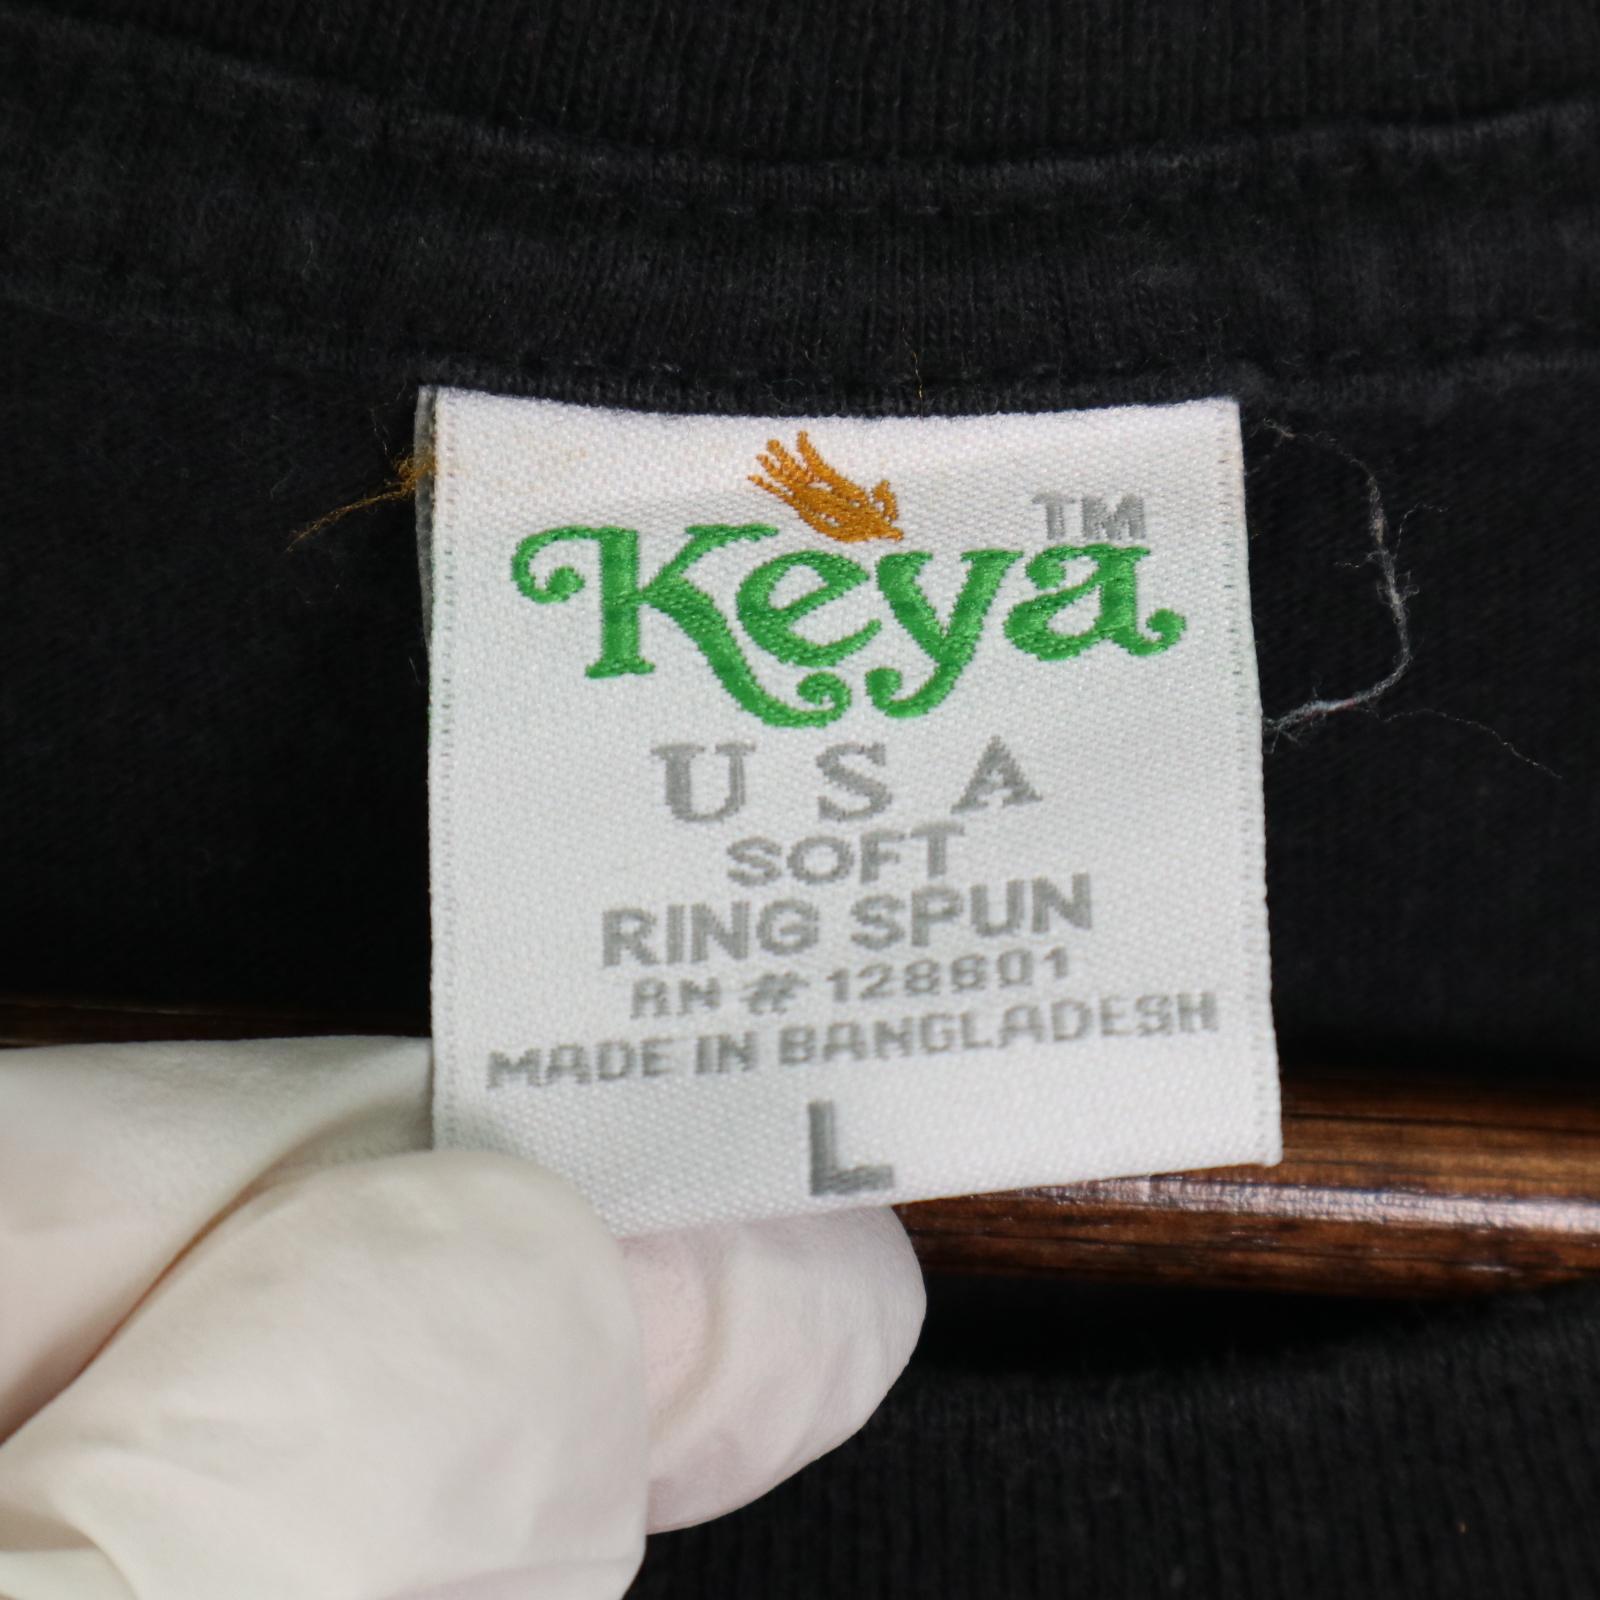 Keya
TM
USA
SOFT
RING SPUN
RN # 128601
MADE IN BANGLADESH
L